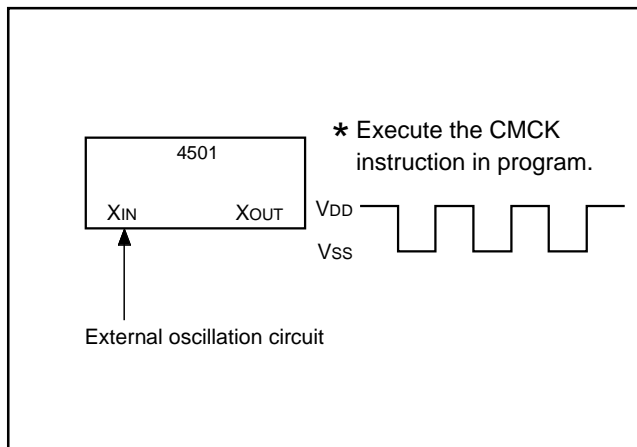 * Execute the CMCK
instruction in program.
4501
XIN XOUT
VDD
VSS
External oscillation circuit